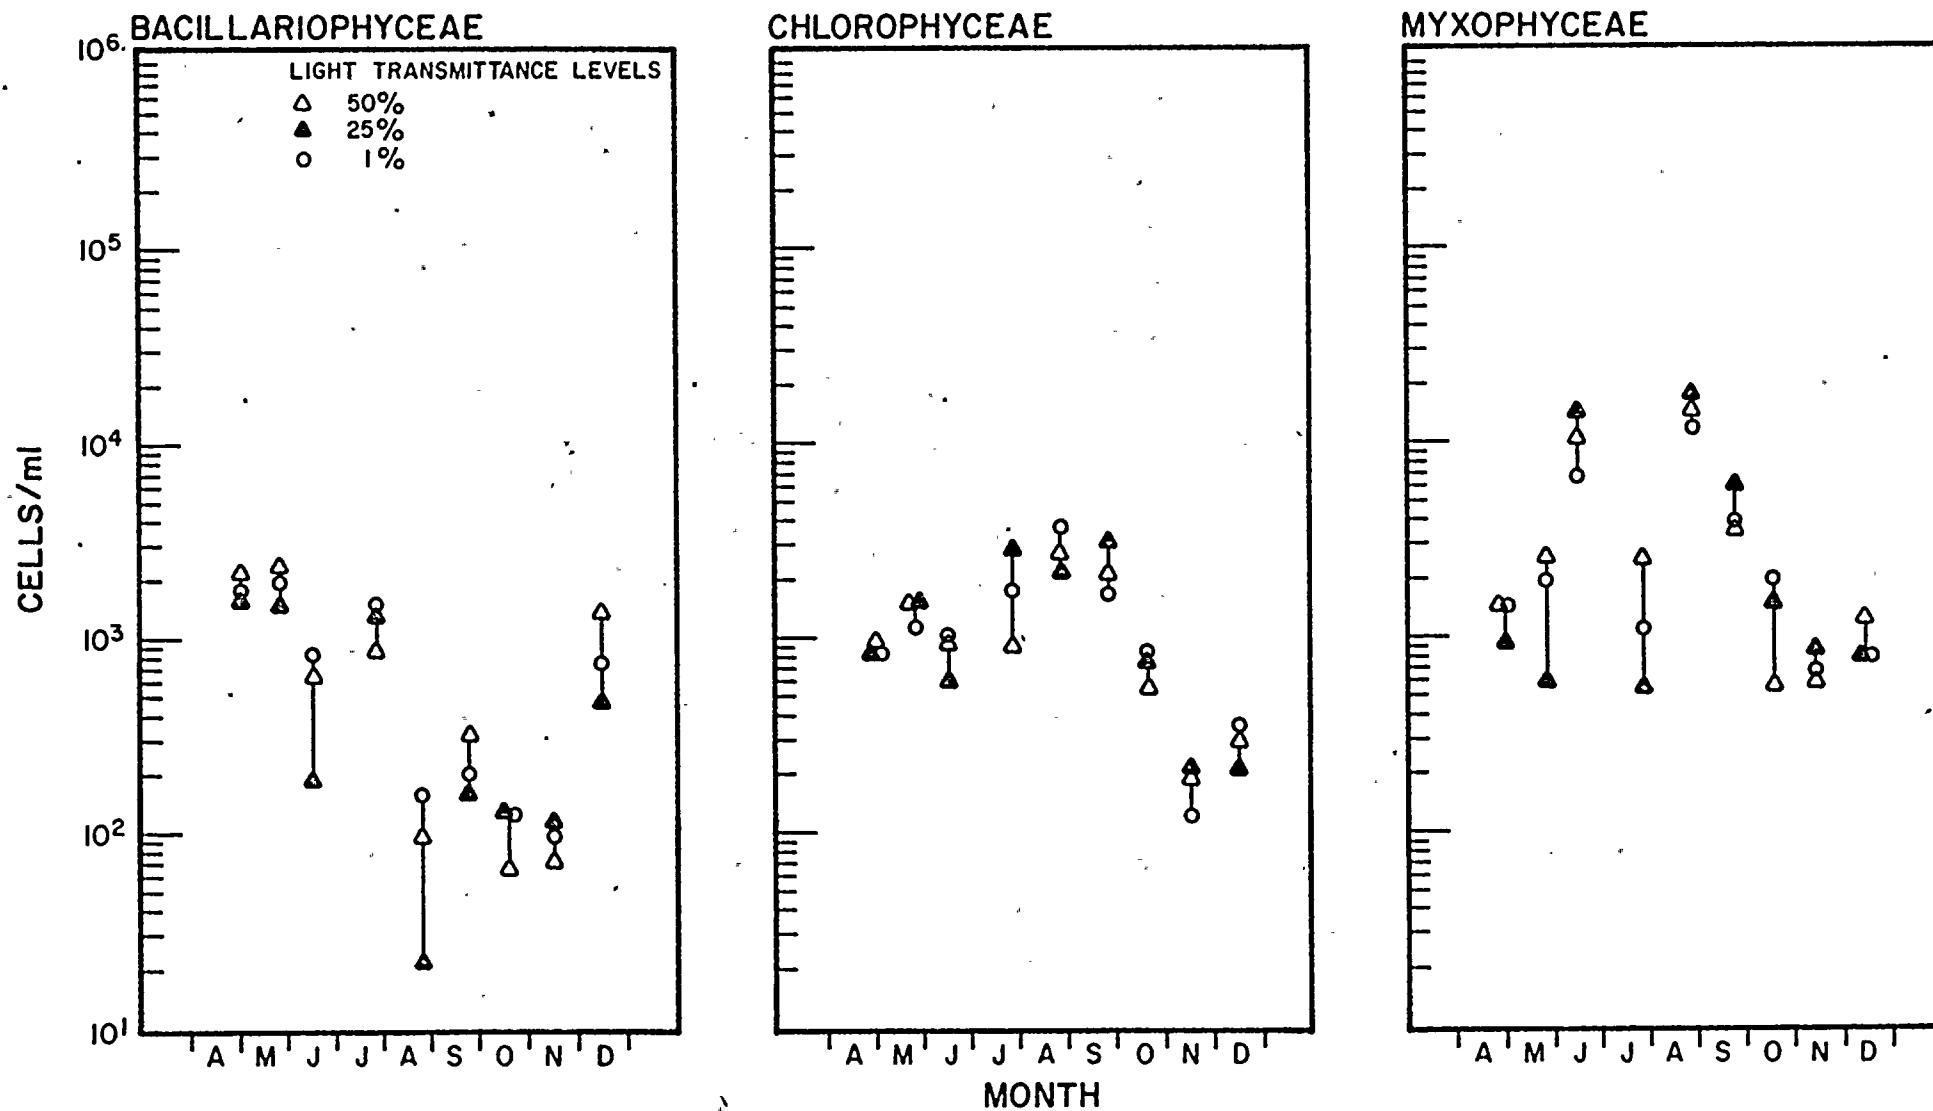 BACILLARIOPHYCEAE
CHLOROPHYCEAE
MYXOPHYCEAE
LIGHT TRANSMITTANCE LEVELS
50%
25%
1%
10⁶
10⁵
10⁴
10³
10²
10¹
CELLS/ml
A M J J A S O N D
A M J J A S O N D
A M J J A S O N D
MONTH